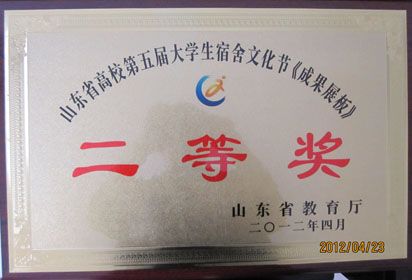 山东省高校第五届大学生宿舍文化节《成果展板》
二等奖
山东省教育厅
二〇一二年四月
2012/04/23